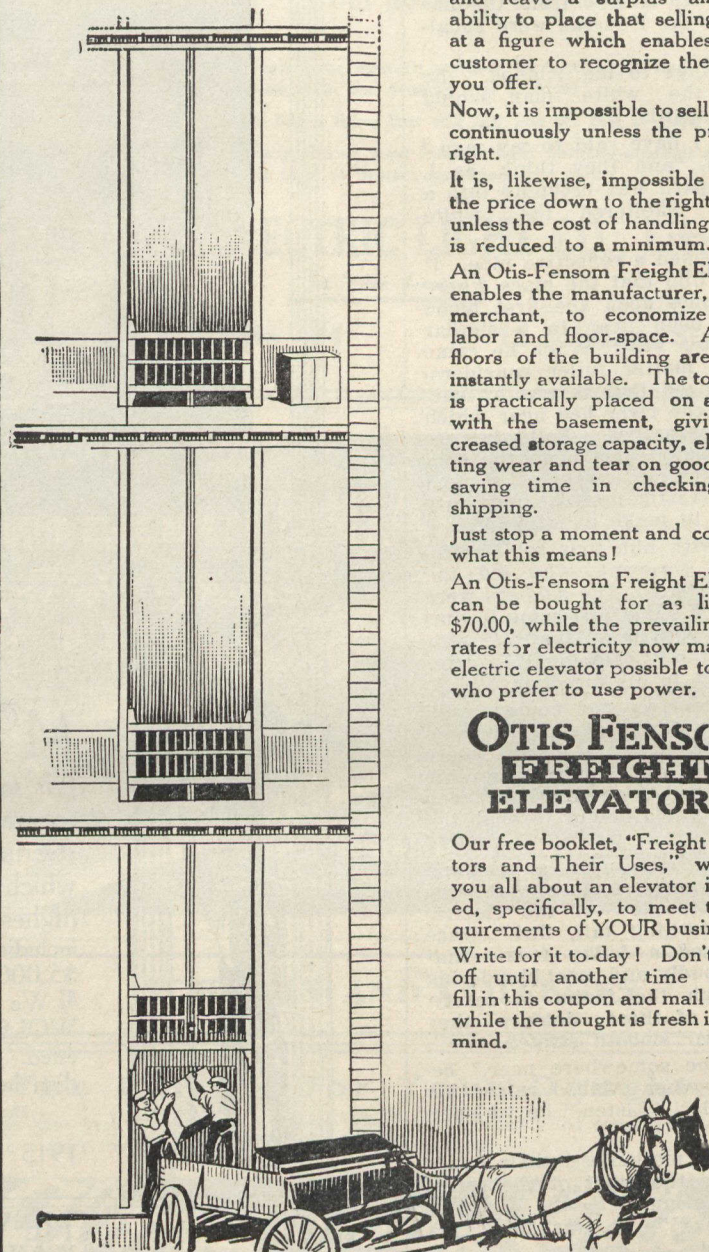 and leave a surplus
ability to place that selling
at a figure which enables
customer to recognize the
you offer.
Now, it is impossible to sell
continuously unless the
right.
It is, likewise, impossible
the price down to the right
unless the cost of handling
is reduced to a minimum.
An Otis-Fensom Freight
enables the manufacturer,
merchant, to economize
labor and floor-space.
floors of the building are
instantly available. The
is practically placed on
with the basement,
creased storage capacity,
ting wear and tear on
saving time in
shipping.
Just stop a moment and
what this means!
An Otis-Fensom Freight
can be bought for as
$70.00, while the
rates for electricity now
electric elevator possible
who prefer to use power.
OTIS
FREIGHT
ELEVATOR
Our free booklet, "Freight
tors and Their Uses,"
you all about an elevator
ed, specifically, to meet
quirements of YOUR
Write for it to-day! Don't
off until another time
fill in this coupon and mail
while the thought is fresh
mind.